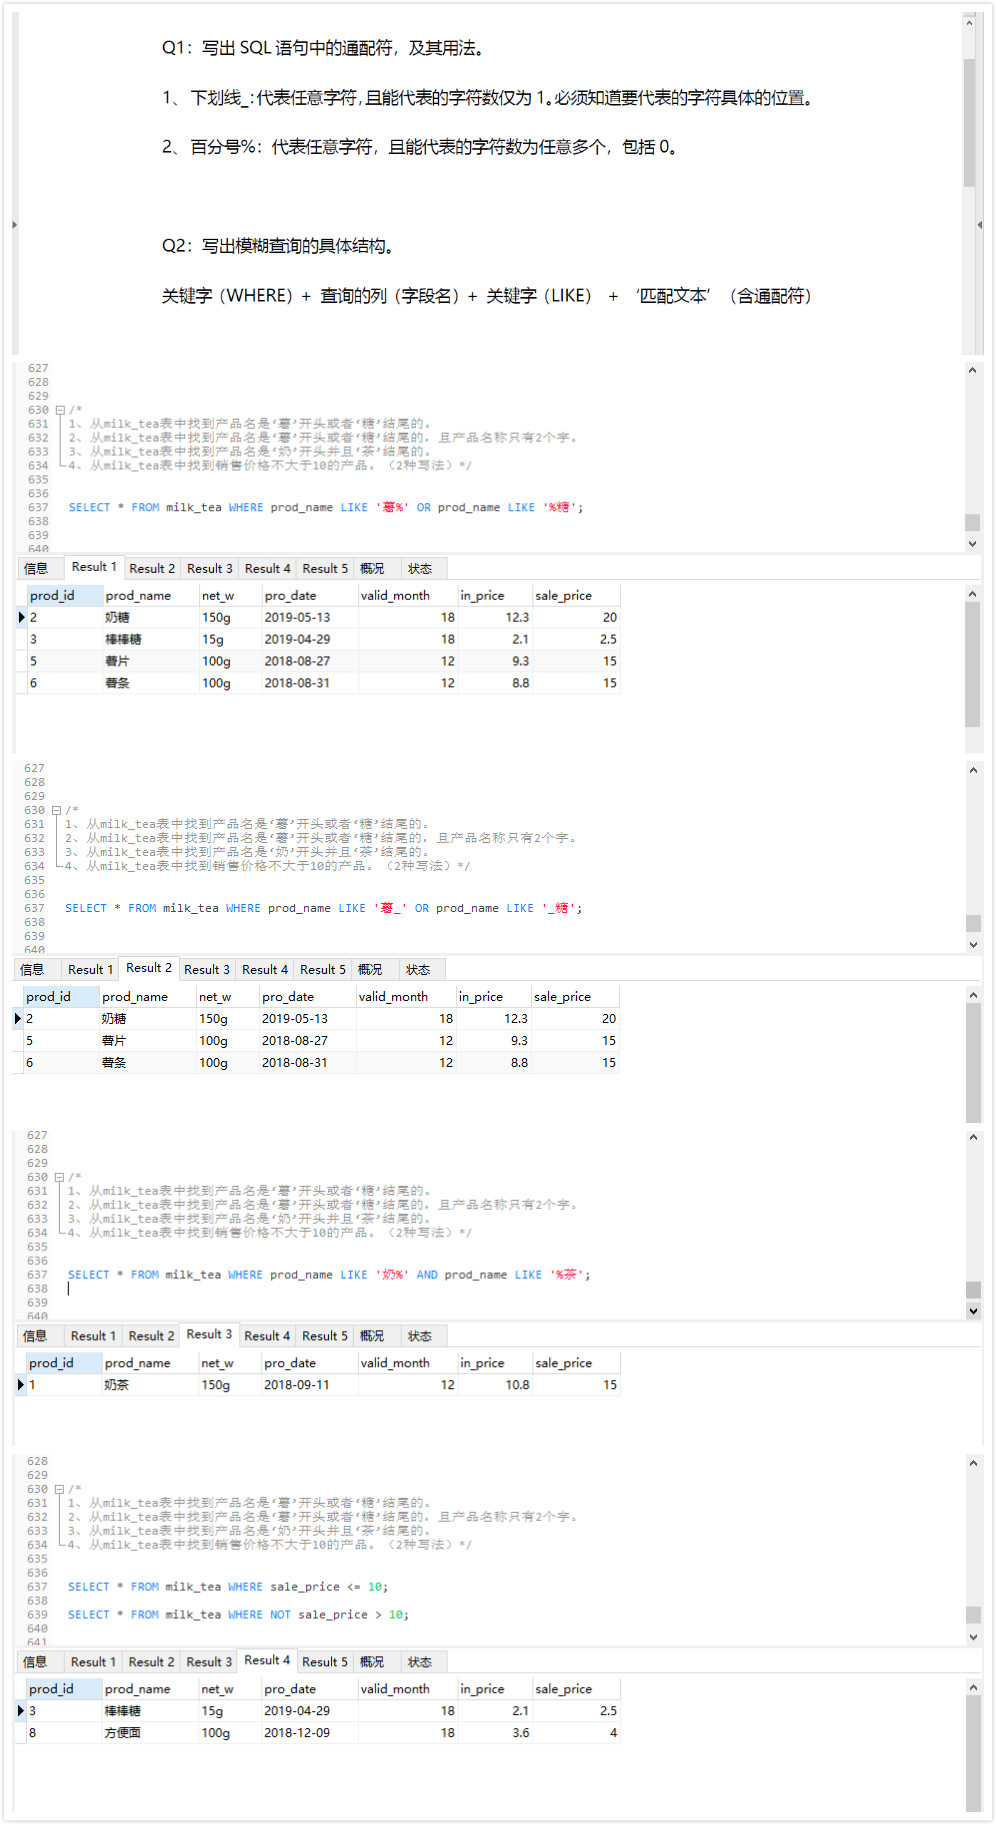 Q1：写出 SQL 语句中的通配符，及其用法。
1、 下划线_：代表任意字符，且能代表的字符数仅为 1。必须知道要代表的字符具体的位置。
2、 百分号%：代表任意字符，且能代表的字符数为任意多个，包括 0。
Q2：写出模糊查询的具体结构。
关键字（WHERE）+ 查询的列（字段名）+ 关键字（LIKE） + ‘匹配文本’（含通配符）
627
628
629
630 /*
631 1、从milk_tea表中找到产品名是‘薯’开头或者‘糖’结尾的。
632 2、从milk_tea表中找到产品名是‘薯’开头或者‘糖’结尾的，且产品名称只有2个字。
633 3、从milk_tea表中找到产品名是‘奶’开头并且‘茶’结尾的。
634 4、从milk_tea表中找到销售价格不大于10的产品。（2种写法）*/
635
636
637 SELECT * FROM milk_tea WHERE prod_name LIKE '薯%' OR prod_name LIKE '%糖';
638
639
640
信息 Result 1 Result 2 Result 3 Result 4 Result 5 概况 状态
prod_id prod_name net_w pro_date valid_month in_price sale_price
2 奶糖 150g 2019-05-13 18 12.3 20
3 棒棒糖 15g 2019-04-29 18 2.1 2.5
5 薯片 100g 2018-08-27 12 9.3 15
6 薯条 100g 2018-08-31 12 8.8 15
627
628
629
630 /*
631 1、从milk_tea表中找到产品名是‘薯’开头或者‘糖’结尾的。
632 2、从milk_tea表中找到产品名是‘薯’开头或者‘糖’结尾的，且产品名称只有2个字。
633 3、从milk_tea表中找到产品名是‘奶’开头并且‘茶’结尾的。
634 4、从milk_tea表中找到销售价格不大于10的产品。（2种写法）*/
635
636
637 SELECT * FROM milk_tea WHERE prod_name LIKE '薯_' OR prod_name LIKE '_糖';
638
639
640
信息 Result 1 Result 2 Result 3 Result 4 Result 5 概况 状态
prod_id prod_name net_w pro_date valid_month in_price sale_price
2 奶糖 150g 2019-05-13 18 12.3 20
5 薯片 100g 2018-08-27 12 9.3 15
6 薯条 100g 2018-08-31 12 8.8 15
627
628
629
630 /*
631 1、从milk_tea表中找到产品名是‘薯’开头或者‘糖’结尾的。
632 2、从milk_tea表中找到产品名是‘薯’开头或者‘糖’结尾的，且产品名称只有2个字。
633 3、从milk_tea表中找到产品名是‘奶’开头并且‘茶’结尾的。
634 4、从milk_tea表中找到销售价格不大于10的产品。（2种写法）*/
635
636
637 SELECT * FROM milk_tea WHERE prod_name LIKE '奶%' AND prod_name LIKE '%茶';
638
639
640
信息 Result 1 Result 2 Result 3 Result 4 Result 5 概况 状态
prod_id prod_name net_w pro_date valid_month in_price sale_price
1 奶茶 150g 2018-09-11 12 10.8 15
628
629
630 /*
631 1、从milk_tea表中找到产品名是‘薯’开头或者‘糖’结尾的。
632 2、从milk_tea表中找到产品名是‘薯’开头或者‘糖’结尾的，且产品名称只有2个字。
633 3、从milk_tea表中找到产品名是‘奶’开头并且‘茶’结尾的。
634 4、从milk_tea表中找到销售价格不大于10的产品。（2种写法）*/
635
636
637 SELECT * FROM milk_tea WHERE sale_price <= 10;
638
639 SELECT * FROM milk_tea WHERE NOT sale_price > 10;
640
641
信息 Result 1 Result 2 Result 3 Result 4 Result 5 概况 状态
prod_id prod_name net_w pro_date valid_month in_price sale_price
3 棒棒糖 15g 2019-04-29 18 2.1 2.5
8 方便面 100g 2018-12-09 18 3.6 4